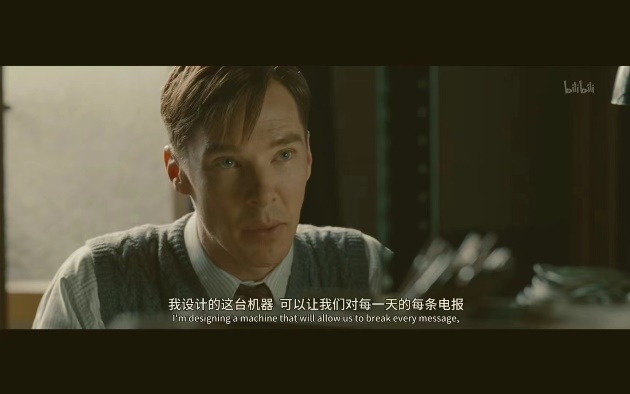 bilibili
我设计的这台机器 可以让我们对每一天的每条电报
I'm designing a machine that will allow us to break every message,